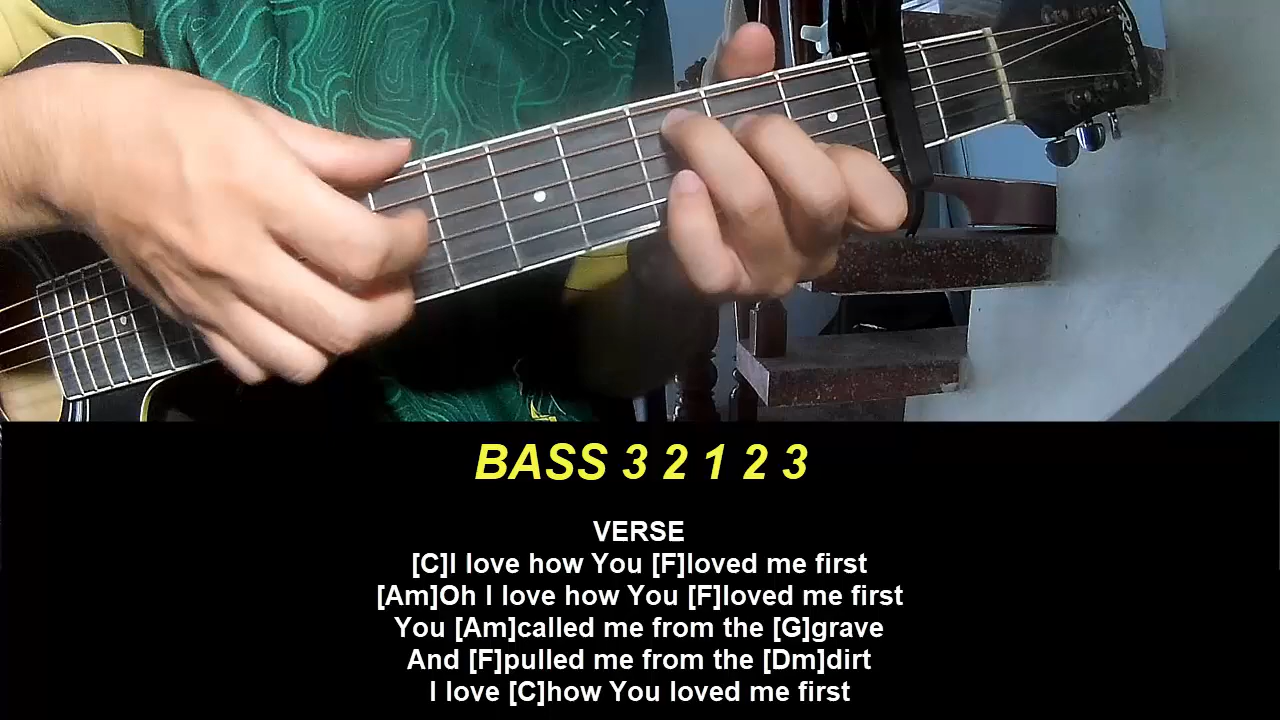 BASS 3 2 1 2 3
VERSE
[C]I love how You [F]loved me first
[Am]Oh I love how You [F]loved me first
You [Am]called me from the [G]grave
And [F]pulled me from the [Dm]dirt
I love [C]how You loved me first